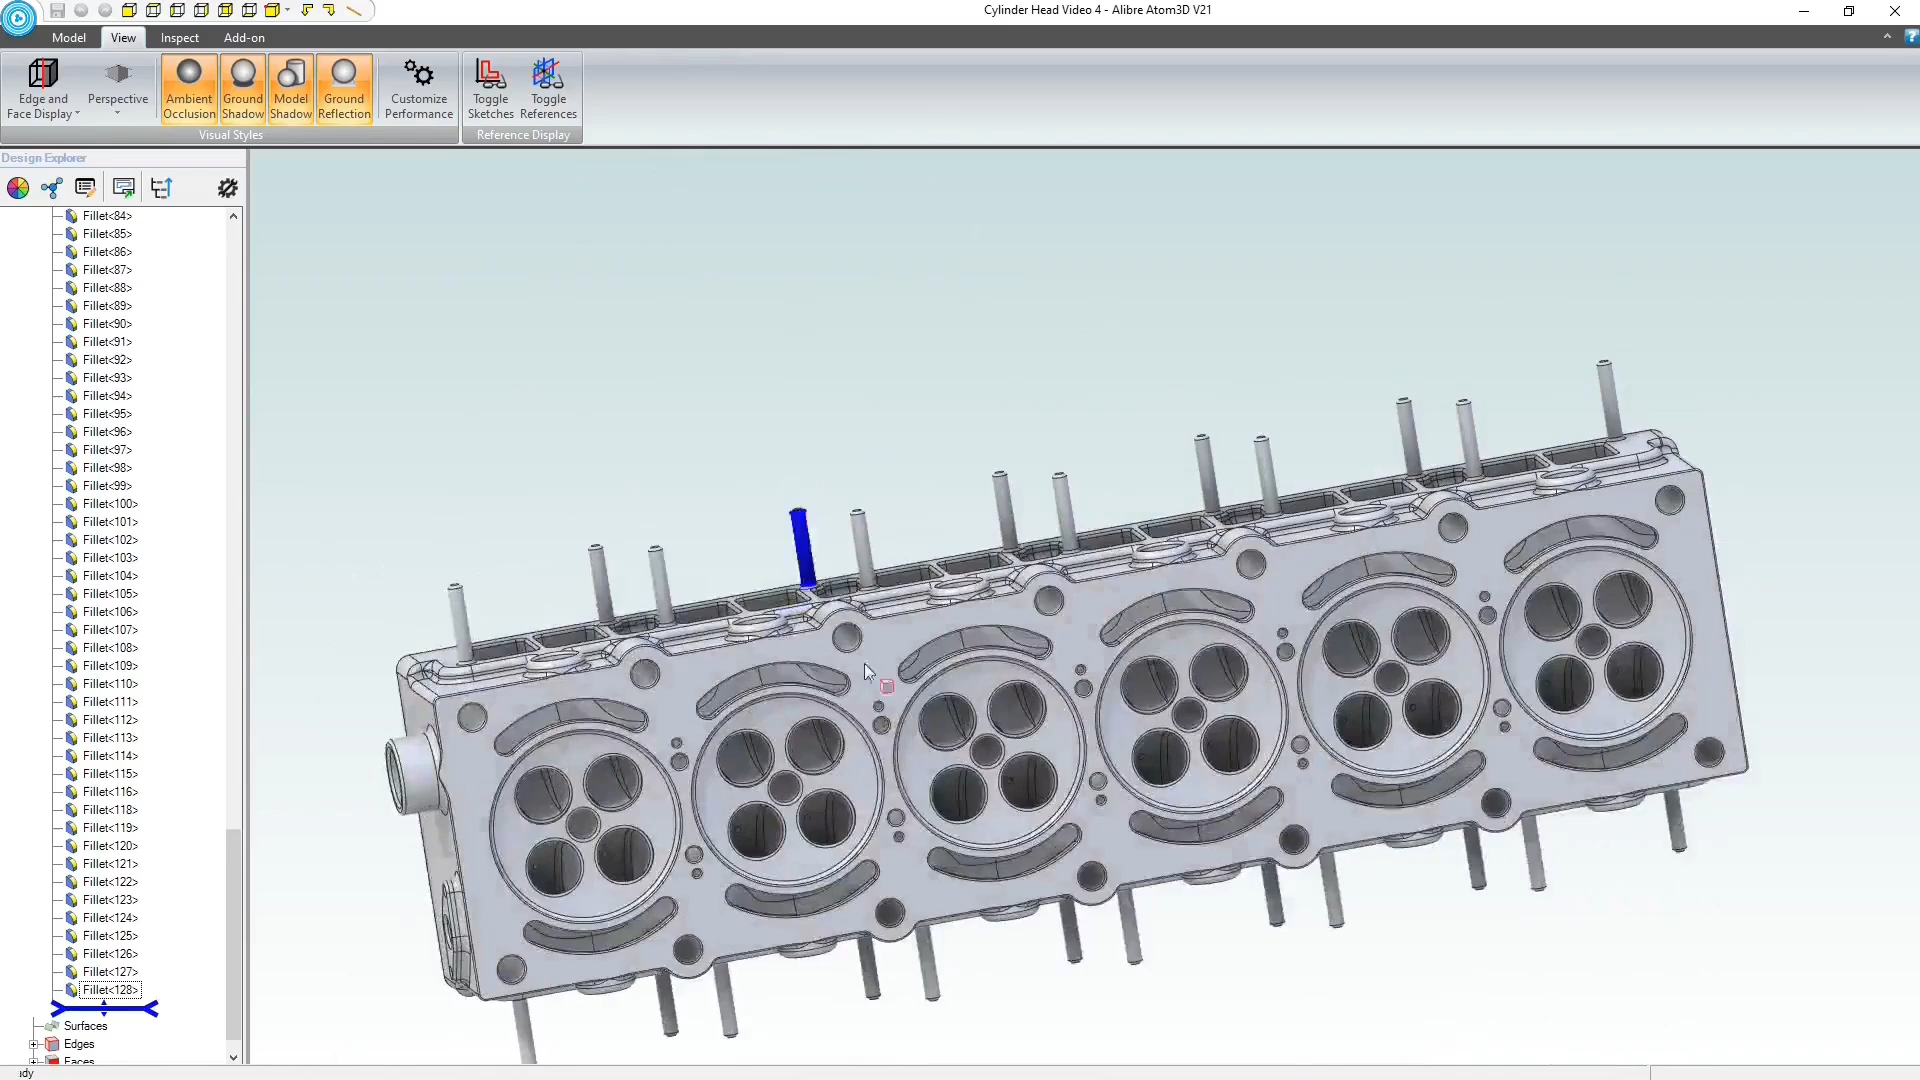 Cylinder Head Video 4 - Alibre Atom3D V21
Model View Inspect Add-on
Edge and Face Display
Perspective
Ambient Occlusion
Ground Shadow
Model Shadow
Ground Reflection
Customize Performance
Toggle Sketches
Toggle References
Visual Styles
Reference Display
Design Explorer
Fillet<84>
Fillet<85>
Fillet<86>
Fillet<87>
Fillet<88>
Fillet<89>
Fillet<90>
Fillet<91>
Fillet<92>
Fillet<93>
Fillet<94>
Fillet<95>
Fillet<96>
Fillet<97>
Fillet<98>
Fillet<99>
Fillet<100>
Fillet<101>
Fillet<102>
Fillet<103>
Fillet<104>
Fillet<105>
Fillet<106>
Fillet<107>
Fillet<108>
Fillet<109>
Fillet<110>
Fillet<111>
Fillet<112>
Fillet<113>
Fillet<114>
Fillet<115>
Fillet<116>
Fillet<118>
Fillet<119>
Fillet<120>
Fillet<121>
Fillet<122>
Fillet<123>
Fillet<124>
Fillet<125>
Fillet<126>
Fillet<127>
Fillet<128>
Surfaces
Edges
Faces
dy